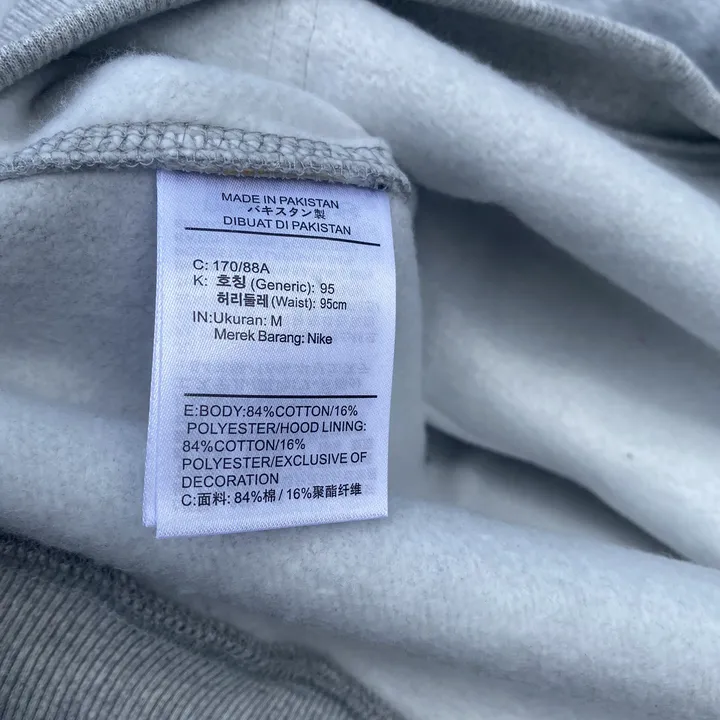 MADE IN PAKISTAN
パキスタン製
DIBUAT DI PAKISTAN
C: 170/88A
K: 호칭 (Generic): 95
허리둘레 (Waist): 95cm
IN:Ukuran: M
Merek Barang: Nike
E:BODY:84%COTTON/16%
POLYESTER/HOOD LINING:
84%COTTON/16%
POLYESTER/EXCLUSIVE OF
DECORATION
C:面料: 84%棉 / 16%聚酯纤维